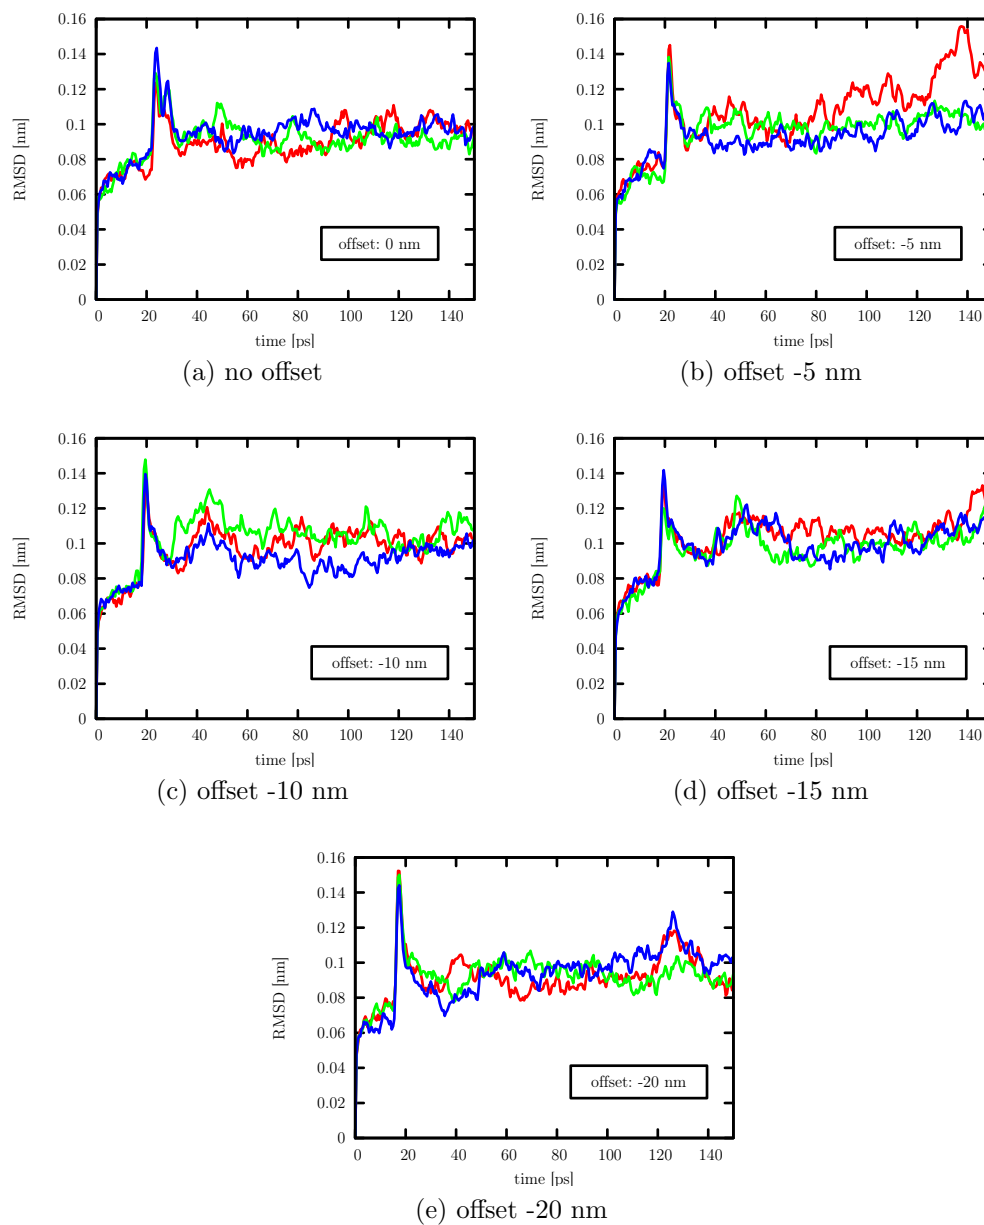 0.16
0.14
0.12
0.1
0.08
0.06
0.04
0.02
0
RMSD [nm]
offset: 0 nm
0 20 40 60 80 100 120 140
time [ps]
(a) no offset
0.16
0.14
0.12
0.1
0.08
0.06
0.04
0.02
0
RMSD [nm]
offset: -5 nm
0 20 40 60 80 100 120 140
time [ps]
(b) offset -5 nm
0.16
0.14
0.12
0.1
0.08
0.06
0.04
0.02
0
RMSD [nm]
offset: -10 nm
0 20 40 60 80 100 120 140
time [ps]
(c) offset -10 nm
0.16
0.14
0.12
0.1
0.08
0.06
0.04
0.02
0
RMSD [nm]
offset: -15 nm
0 20 40 60 80 100 120 140
time [ps]
(d) offset -15 nm
0.16
0.14
0.12
0.1
0.08
0.06
0.04
0.02
0
RMSD [nm]
offset: -20 nm
0 20 40 60 80 100 120 140
time [ps]
(e) offset -20 nm